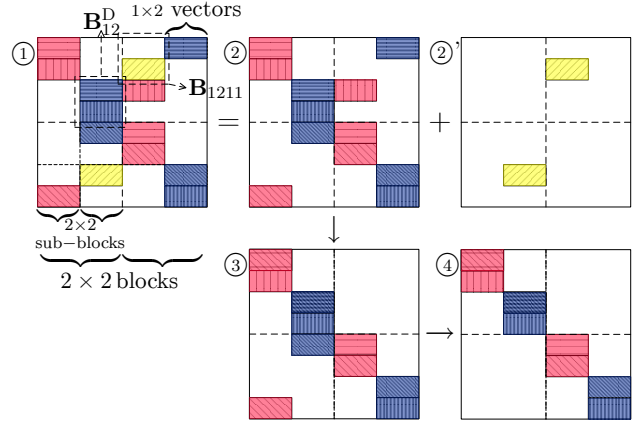 B^D_12
1×2 vectors
① ② ②'
B_1211
= +
2×2
sub−blocks
2 × 2 blocks
↓
③ ④
→